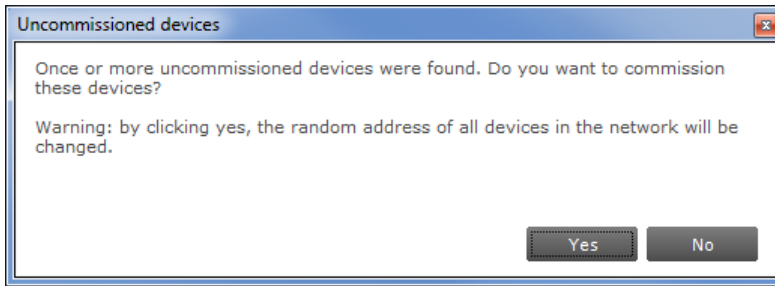 Uncommissioned devices
Once or more uncommissioned devices were found. Do you want to commission
these devices?
Warning: by clicking yes, the random address of all devices in the network will be
changed.
Yes No